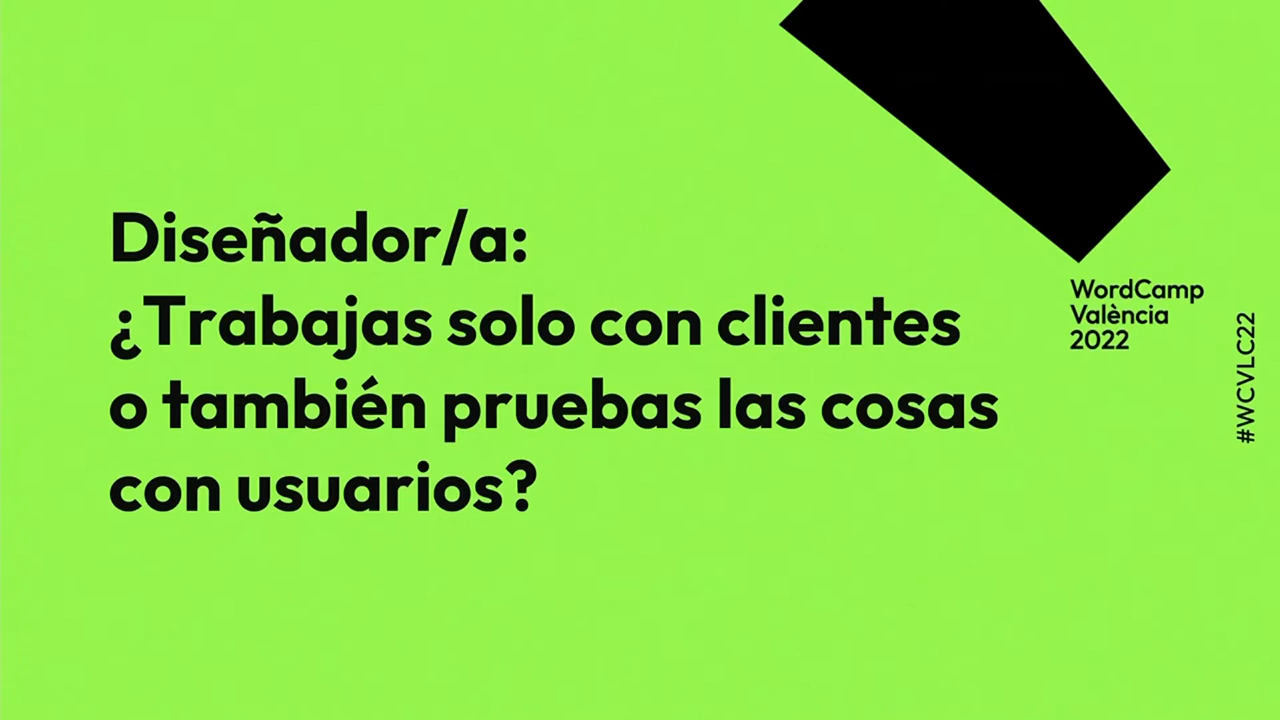 Diseñador/a:
¿Trabajas solo con clientes
o también pruebas las cosas
con usuarios?
WordCamp
València
2022
#WCVLC22